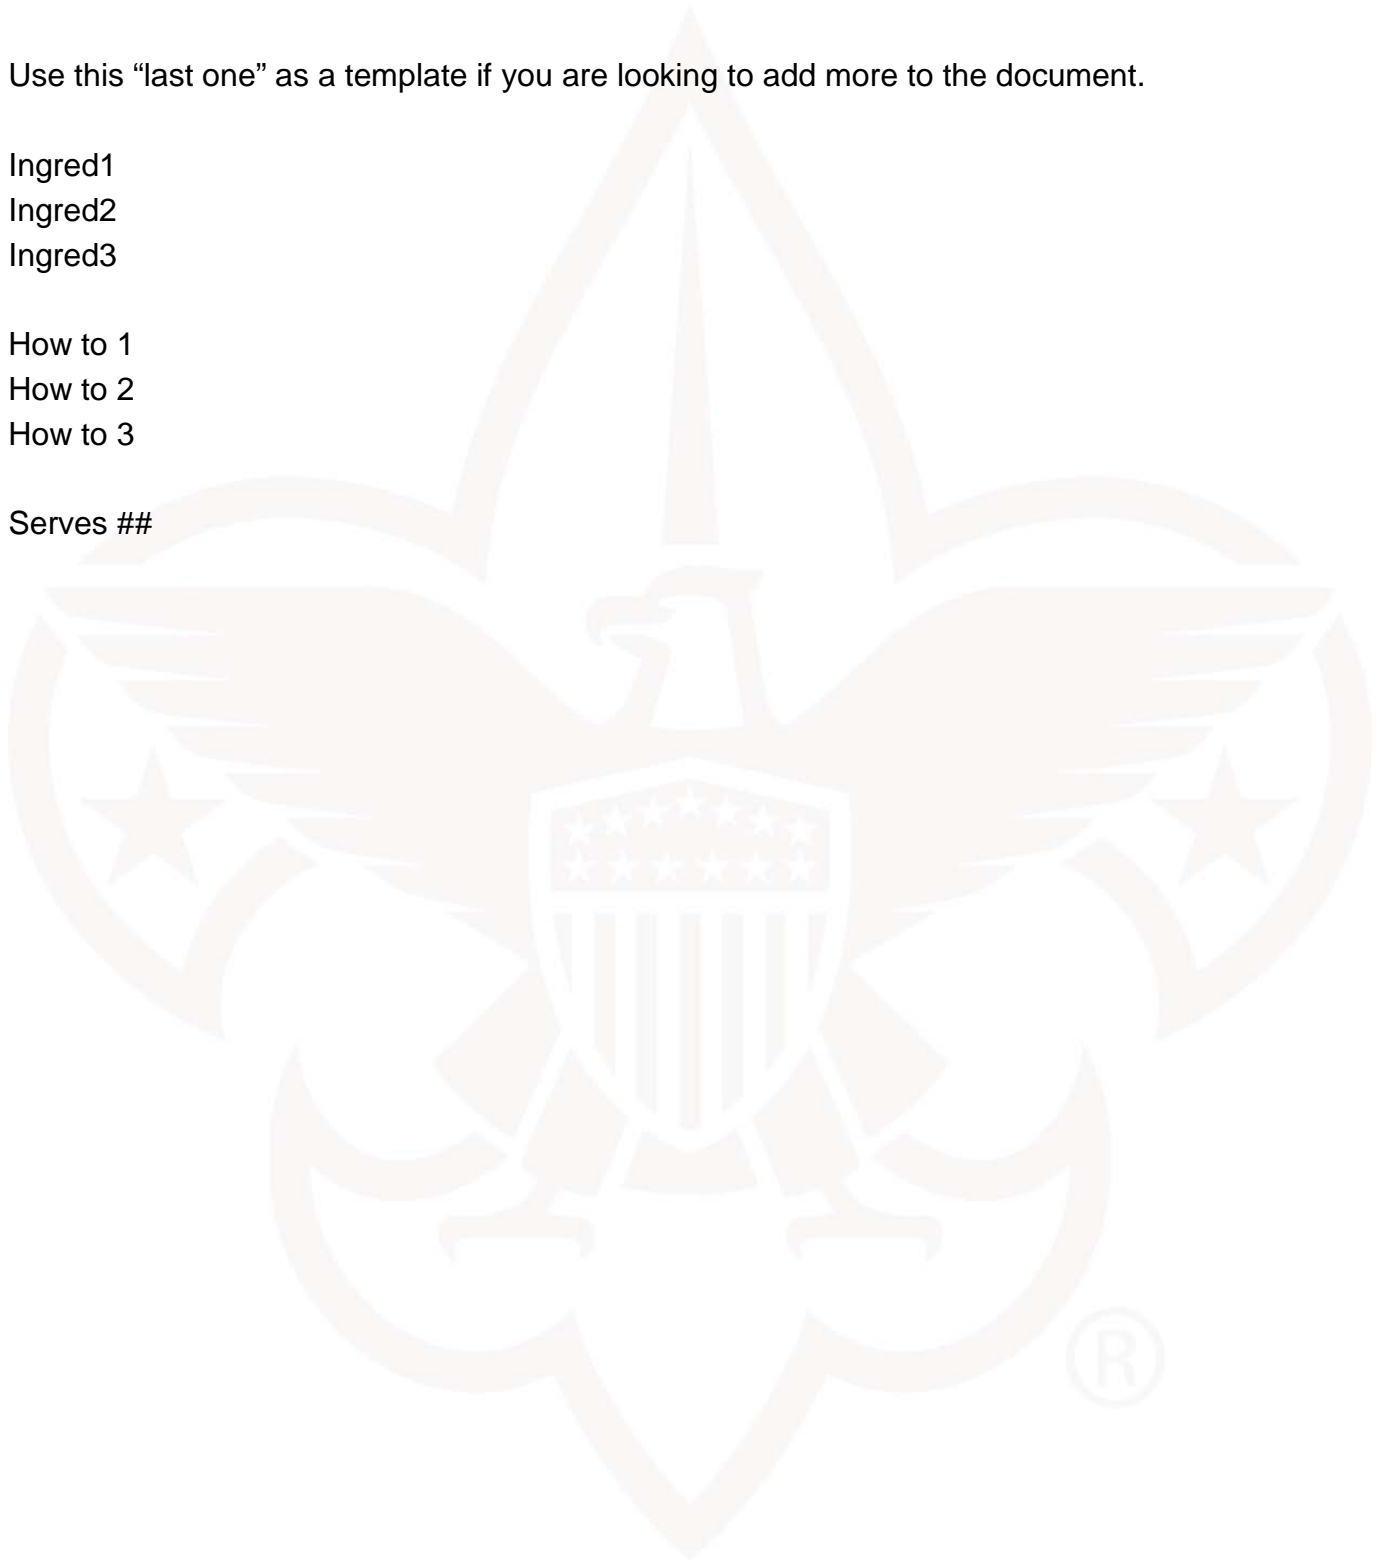 Use this “last one” as a template if you are looking to add more to the document.
Ingred1
Ingred2
Ingred3
How to 1
How to 2
How to 3
Serves ##
®